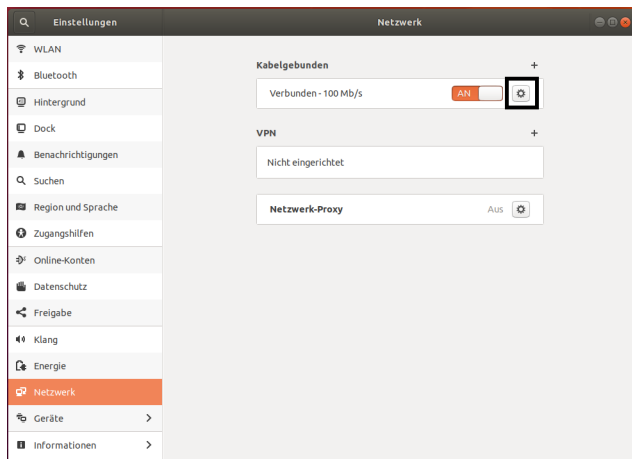 Einstellungen
Netzwerk
WLAN
Bluetooth
Hintergrund
Dock
Benachrichtigungen
Suchen
Region und Sprache
Zugangshilfen
Online-Konten
Datenschutz
Freigabe
Klang
Energie
Netzwerk
Geräte
Informationen
Kabelgebunden +
Verbunden - 100 Mb/s AN
VPN +
Nicht eingerichtet
Netzwerk-Proxy Aus